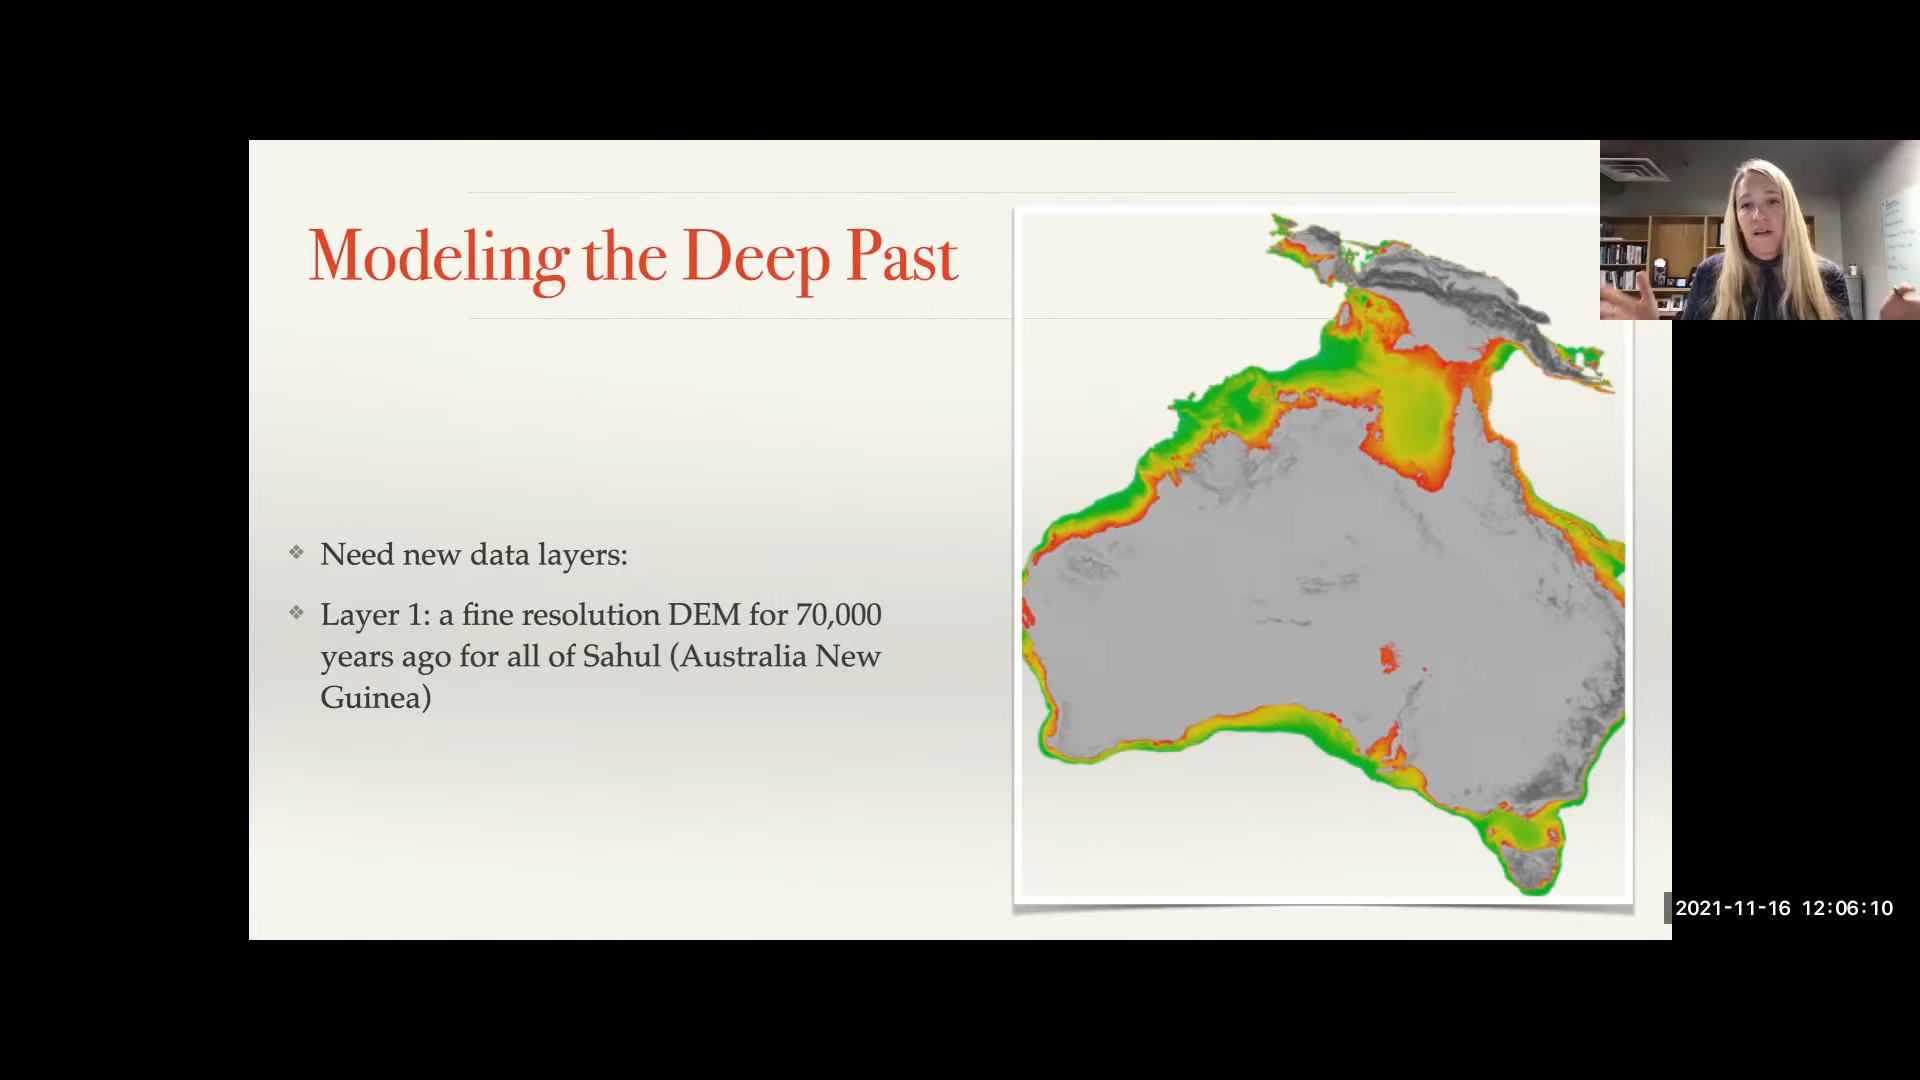 Modeling the Deep Past
❖ Need new data layers:
❖ Layer 1: a fine resolution DEM for 70,000
years ago for all of Sahul (Australia New
Guinea)
2021-11-16 12:06:10